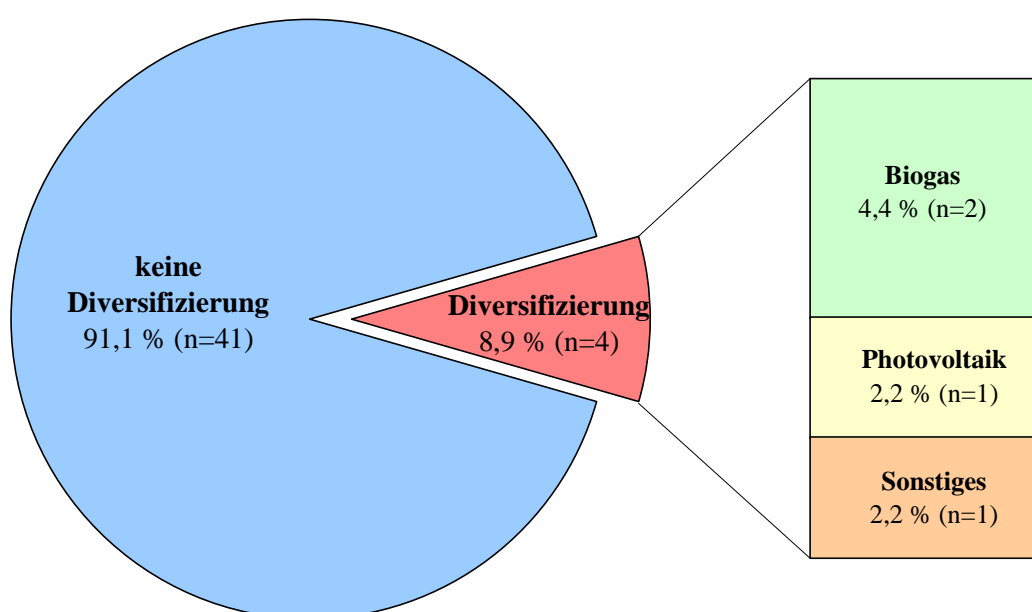 keine
Diversifizierung
91,1 % (n=41)
Diversifizierung
8,9 % (n=4)
Biogas
4,4 % (n=2)
Photovoltaik
2,2 % (n=1)
Sonstiges
2,2 % (n=1)